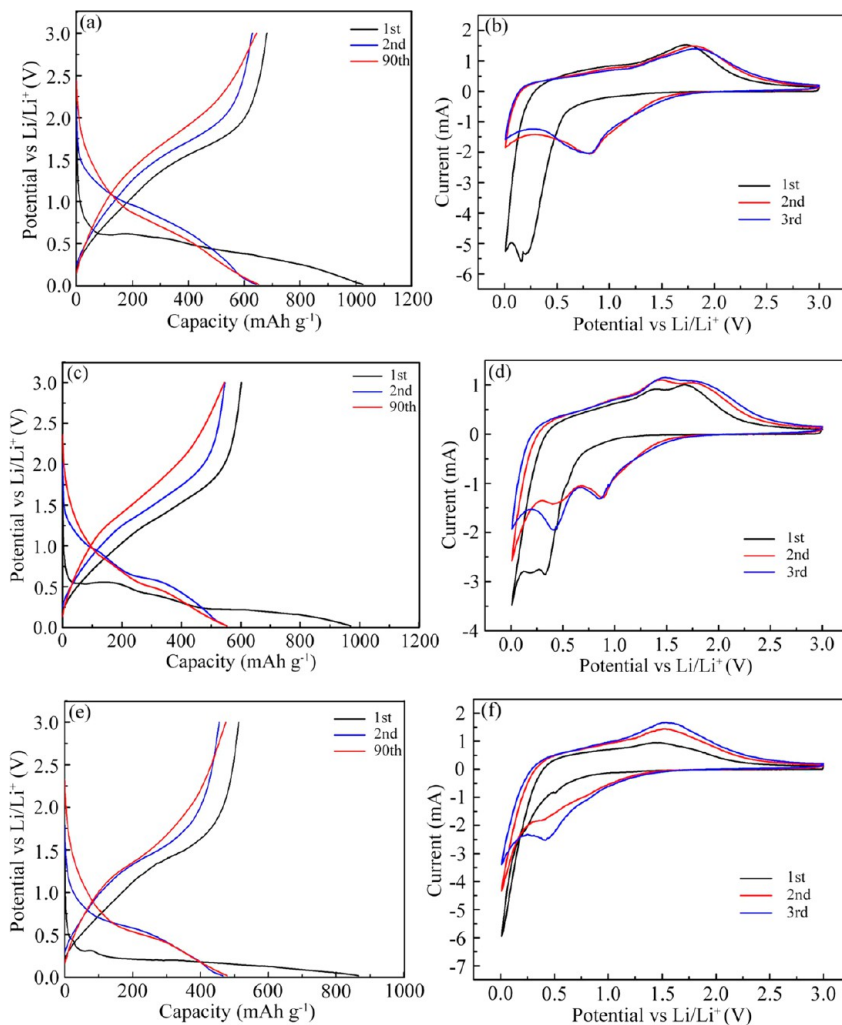 (a)
1st
2nd
90th
3.0
2.5
2.0
1.5
1.0
0.5
0.0
Potential vs Li/Li⁺ (V)
0 200 400 600 800 1000 1200
Capacity (mAh g⁻¹)
(b)
2
1
0
-1
-2
-3
-4
-5
-6
Current (mA)
1st
2nd
3rd
0.0 0.5 1.0 1.5 2.0 2.5 3.0
Potential vs Li/Li⁺ (V)
(c)
1st
2nd
90th
3.0
2.5
2.0
1.5
1.0
0.5
0.0
Potential vs Li/Li⁺ (V)
0 200 400 600 800 1000 1200
Capacity (mAh g⁻¹)
(d)
1
0
-1
-2
-3
-4
Current (mA)
1st
2nd
3rd
0.0 0.5 1.0 1.5 2.0 2.5 3.0
Potential vs Li/Li⁺ (V)
(e)
1st
2nd
90th
3.0
2.5
2.0
1.5
1.0
0.5
0.0
Potential vs Li/Li⁺ (V)
0 200 400 600 800 1000
Capacity (mAh g⁻¹)
(f)
2
1
0
-1
-2
-3
-4
-5
-6
-7
Current (mA)
1st
2nd
3rd
0.0 0.5 1.0 1.5 2.0 2.5 3.0
Potential vs Li/Li⁺ (V)